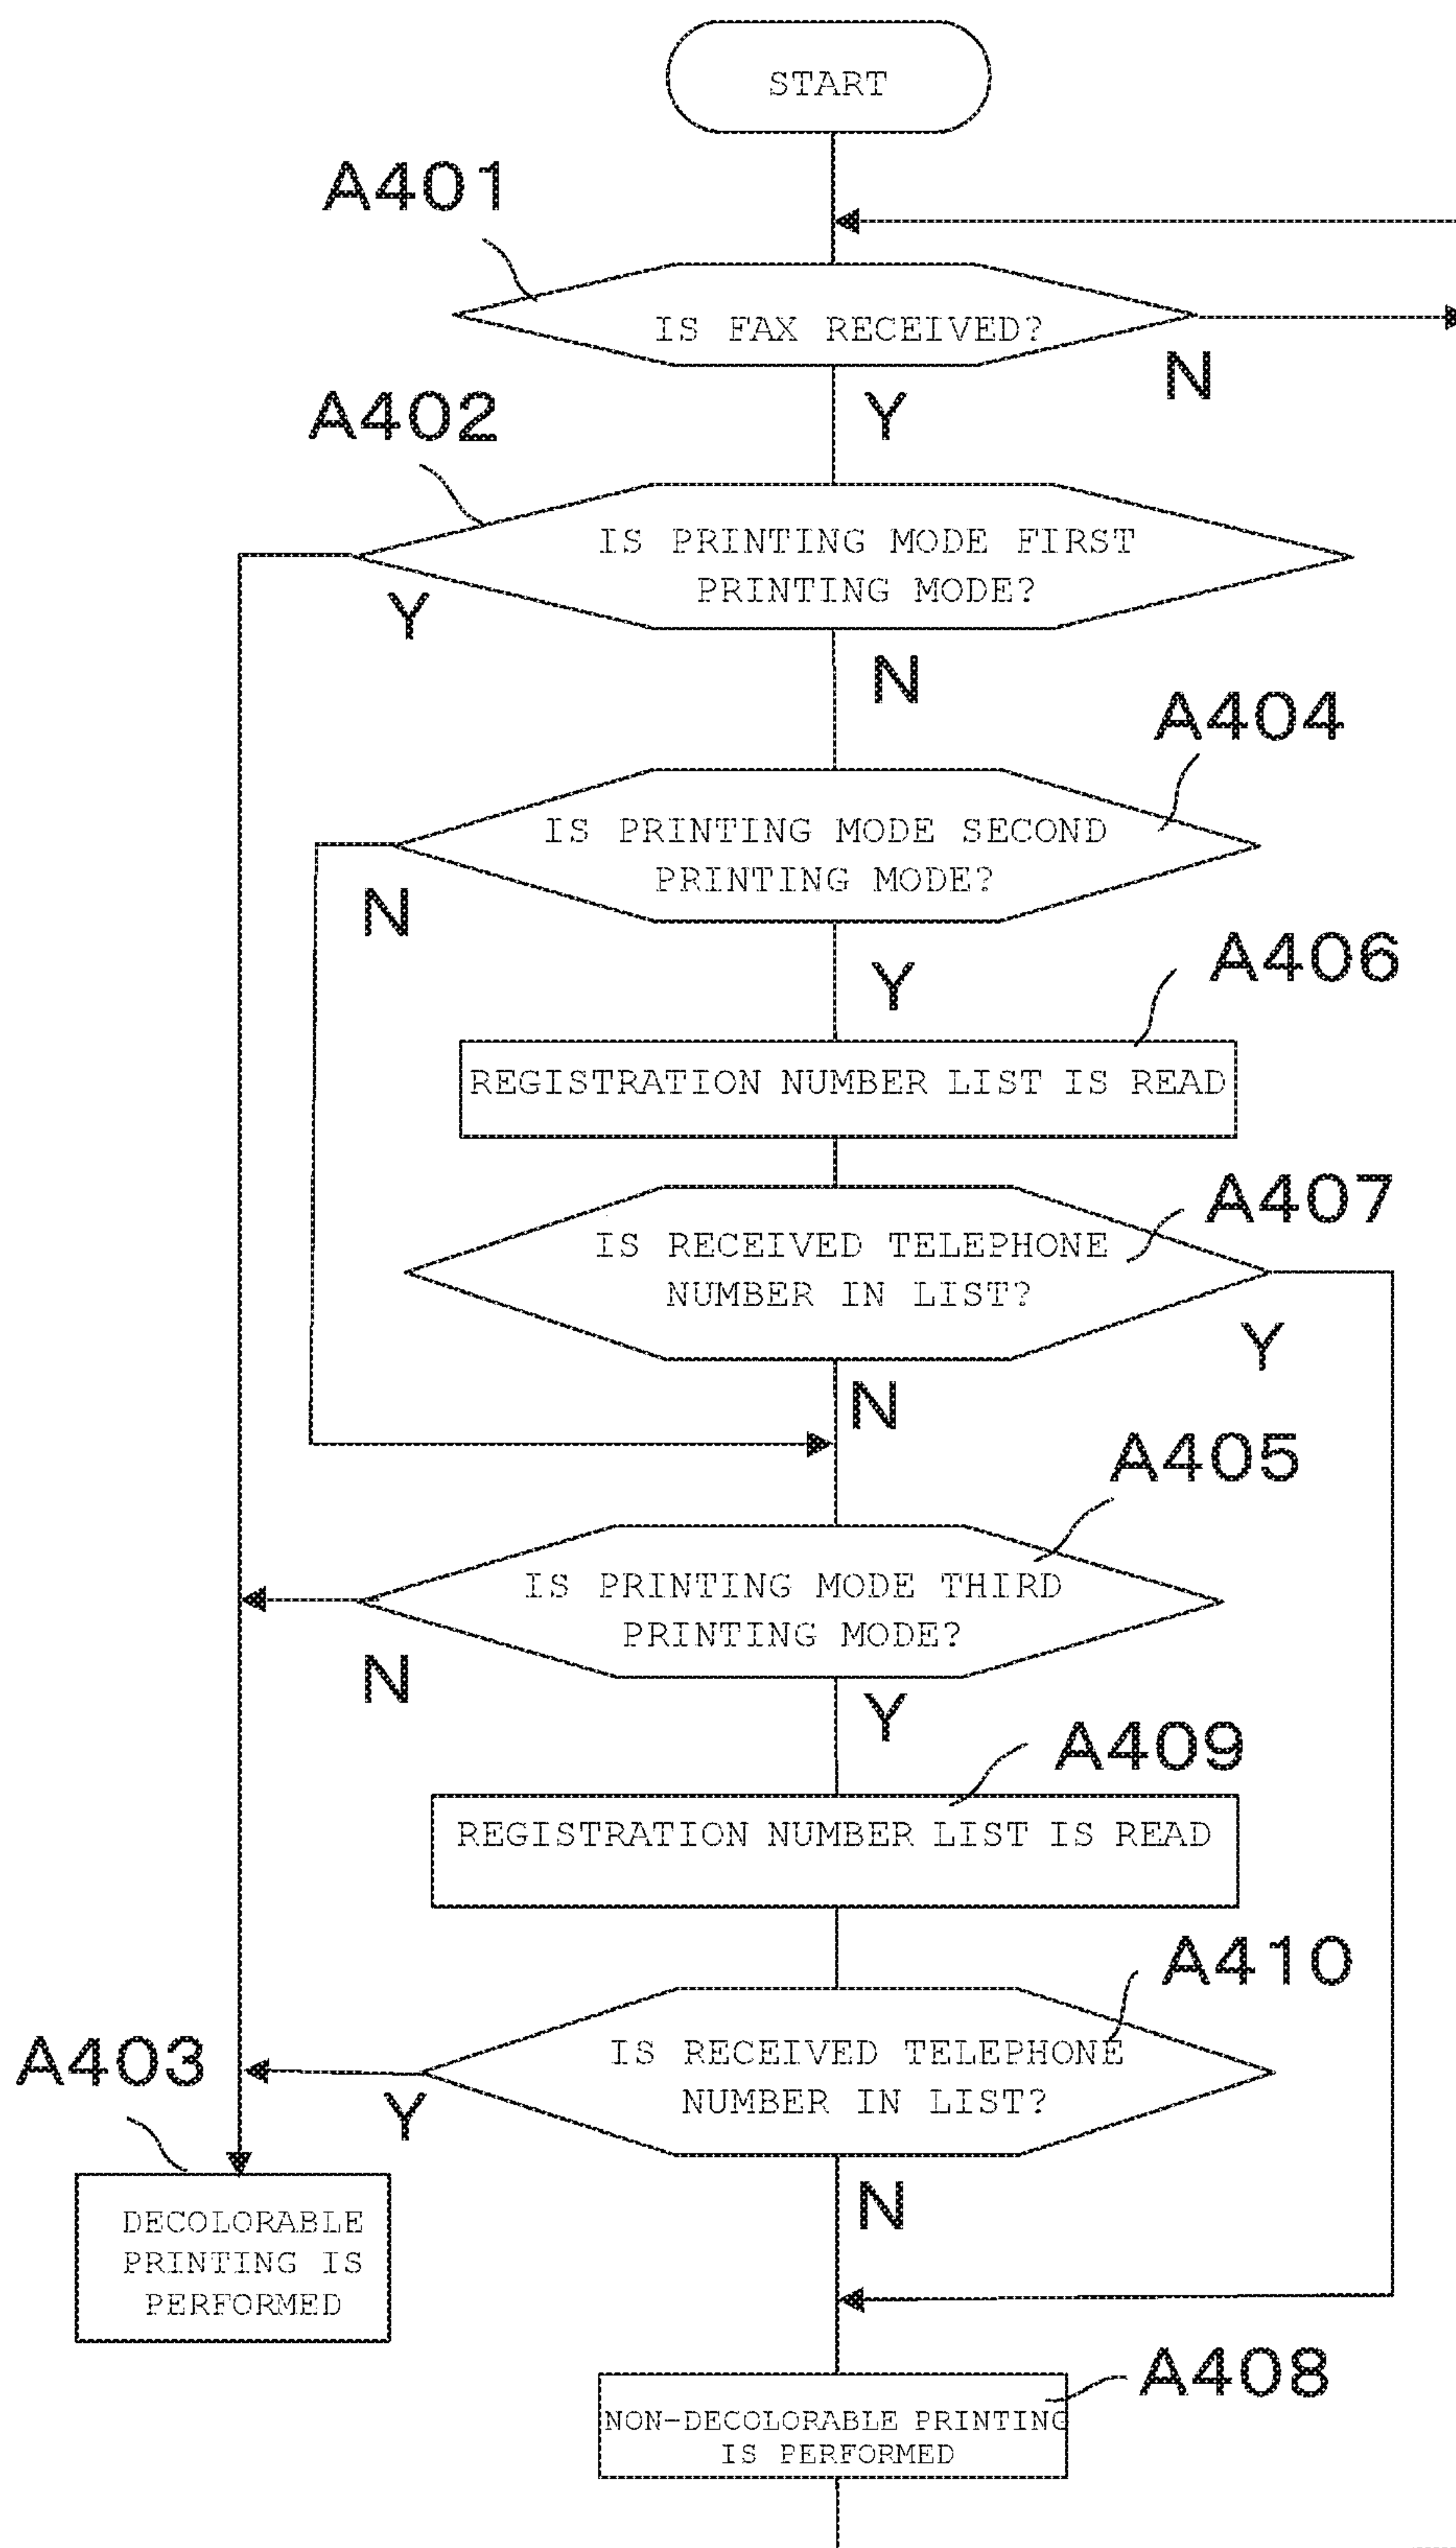 START
A401
IS FAX RECEIVED?
N
Y
A402
IS PRINTING MODE FIRST
PRINTING MODE?
Y
N
A404
IS PRINTING MODE SECOND
PRINTING MODE?
N
Y
A406
REGISTRATION NUMBER LIST IS READ
A407
IS RECEIVED TELEPHONE
NUMBER IN LIST?
Y
N
A405
IS PRINTING MODE THIRD
PRINTING MODE?
N
Y
A409
REGISTRATION NUMBER LIST IS READ
A410
IS RECEIVED TELEPHONE
NUMBER IN LIST?
A403
Y
N
DECOLORABLE
PRINTING IS
PERFORMED
A408
NON-DECOLORABLE PRINTING
IS PERFORMED